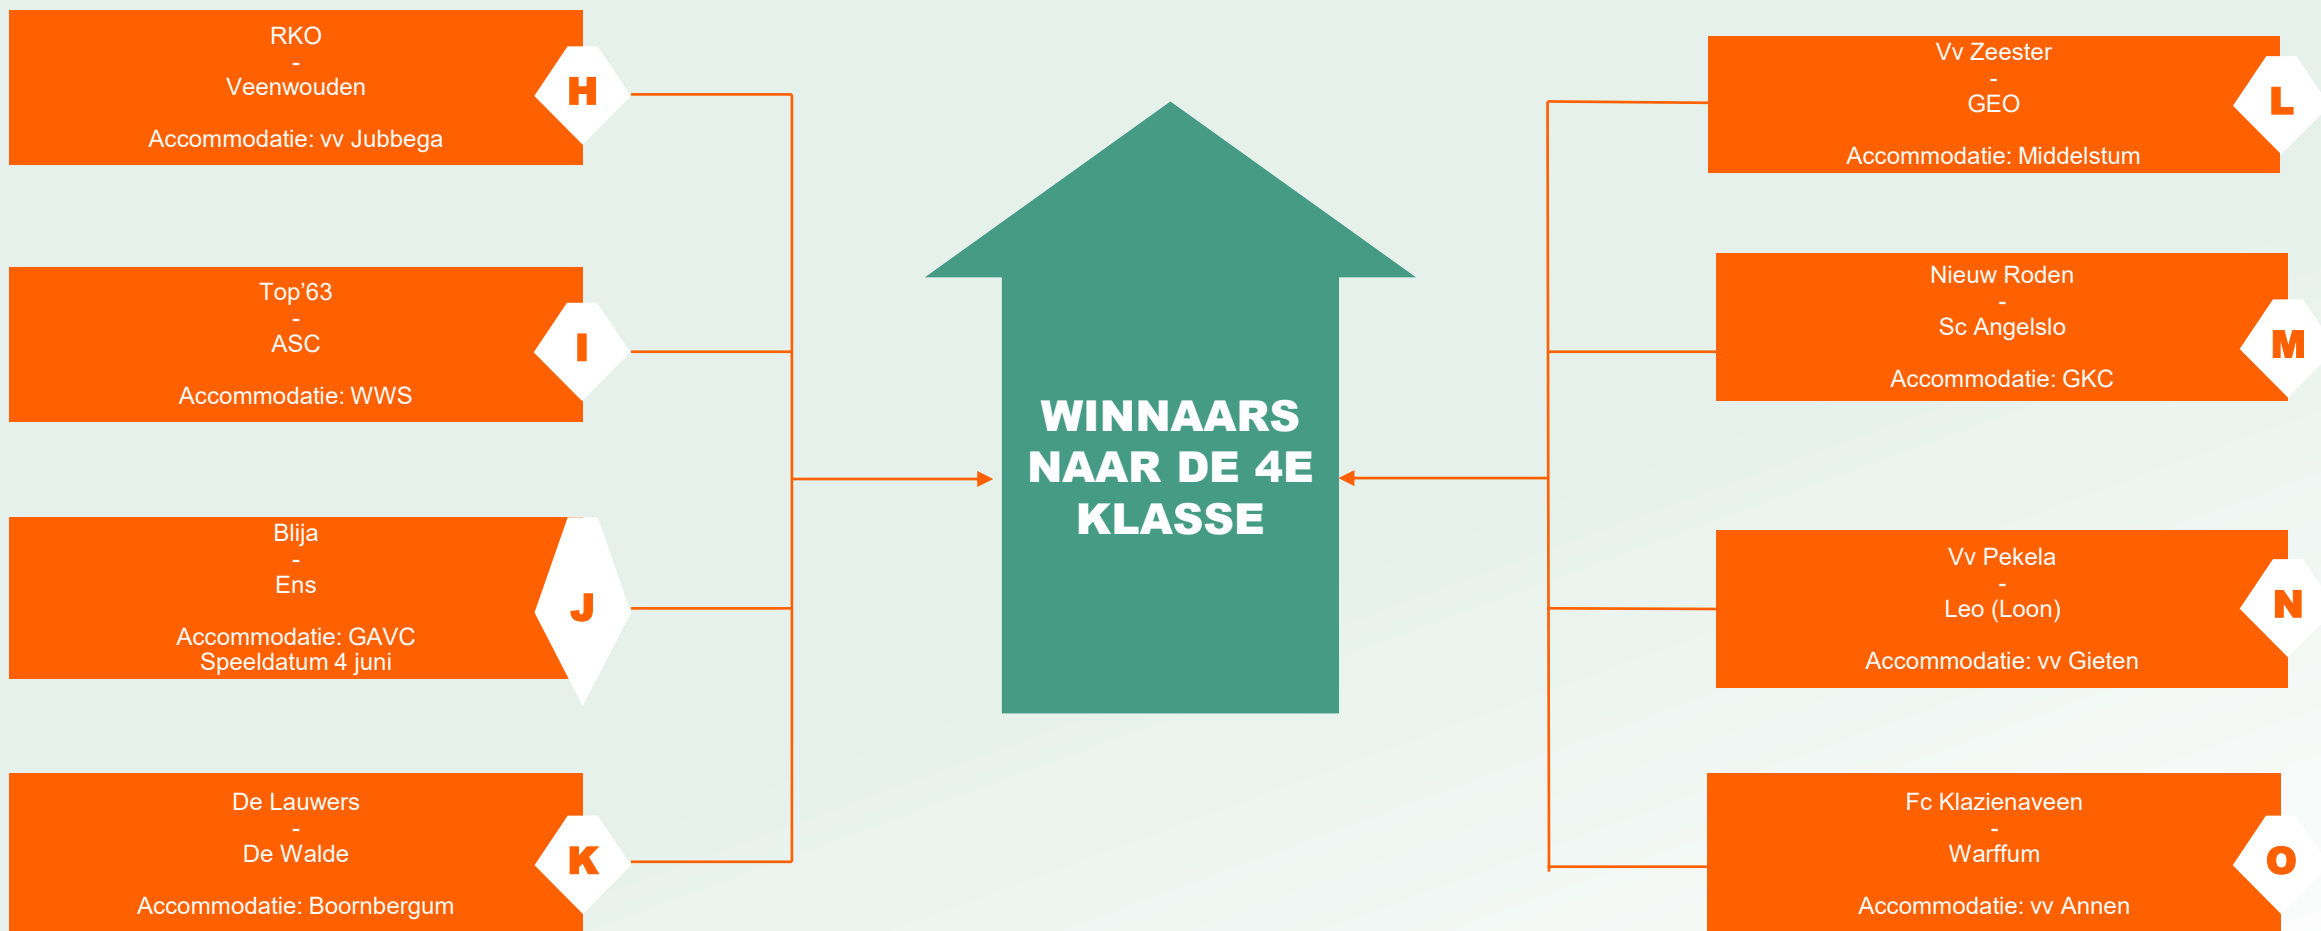 RKO
-
Veenwouden
Accommodatie: vv Jubbega
H
Top’63
-
ASC
Accommodatie: WWS
I
Blija
-
Ens
Accommodatie: GAVC
Speeldatum 4 juni
J
De Lauwers
-
De Walde
Accommodatie: Boornbergum
K
WINNAARS
NAAR DE 4E
KLASSE
Vv Zeester
-
GEO
Accommodatie: Middelstum
L
Nieuw Roden
-
Sc Angelslo
Accommodatie: GKC
M
Vv Pekela
-
Leo (Loon)
Accommodatie: vv Gieten
N
Fc Klazienaveen
-
Warffum
Accommodatie: vv Annen
O